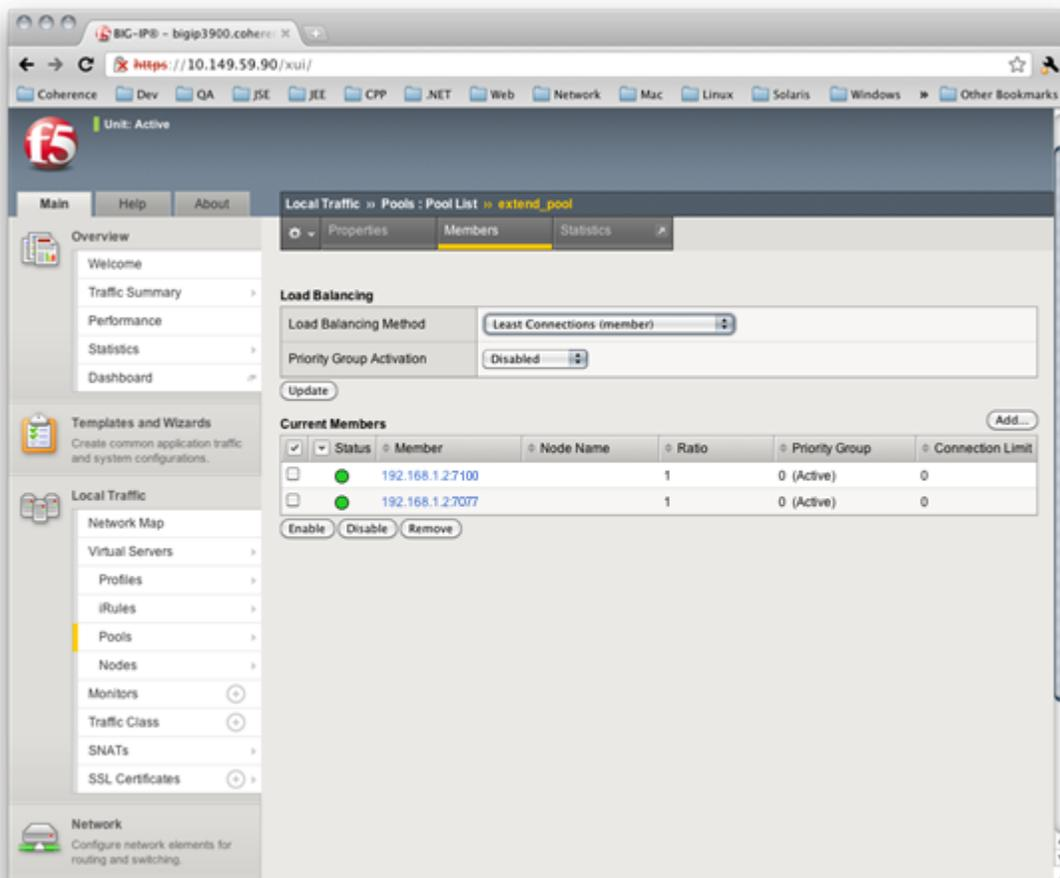 BIG-IP® - bigip3900.cohere
https://10.149.59.90/xui/
Coherence Dev QA JSE JEE CPP .NET Web Network Mac Linux Solaris Windows » Other Bookmarks
f5
Unit: Active
Main Help About
Local Traffic » Pools : Pool List » extend_pool
Properties Members Statistics
Overview
Welcome
Traffic Summary
Performance
Statistics
Dashboard
Templates and Wizards
Create common application traffic
and system configurations.
Local Traffic
Network Map
Virtual Servers
Profiles
iRules
Pools
Nodes
Monitors
Traffic Class
SNATs
SSL Certificates
Network
Configure network elements for
routing and switching.
Load Balancing
Load Balancing Method Least Connections (member)
Priority Group Activation Disabled
Update
Current Members Add...
Status Member Node Name Ratio Priority Group Connection Limit
192.168.1.2:7100 1 0 (Active) 0
192.168.1.2:7077 1 0 (Active) 0
Enable Disable Remove